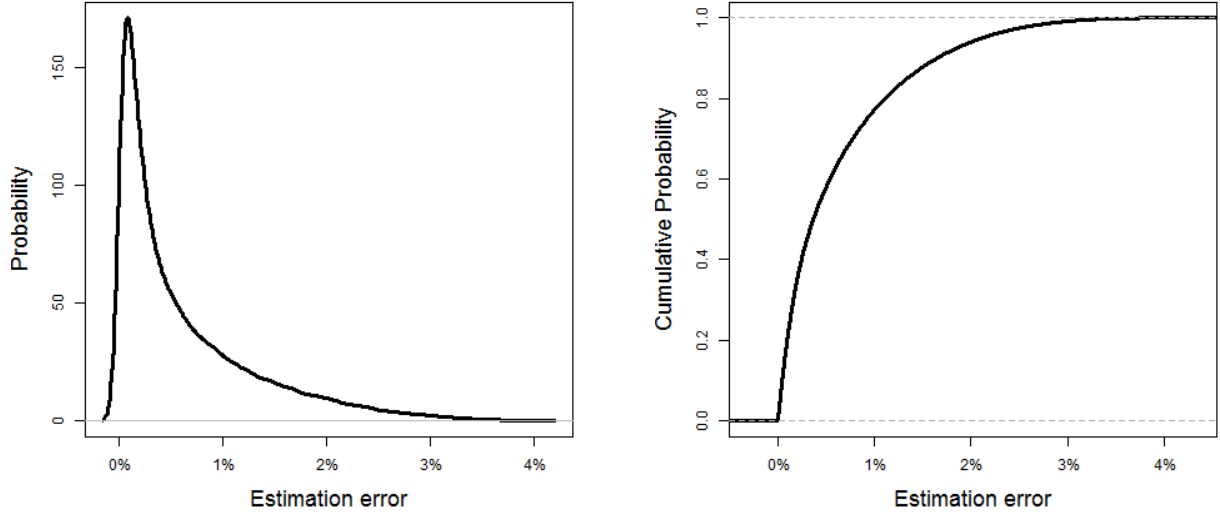 Probability
150
100
50
0
0% 1% 2% 3% 4%
Estimation error
Cumulative Probability
1.0
0.8
0.6
0.4
0.2
0.0
0% 1% 2% 3% 4%
Estimation error